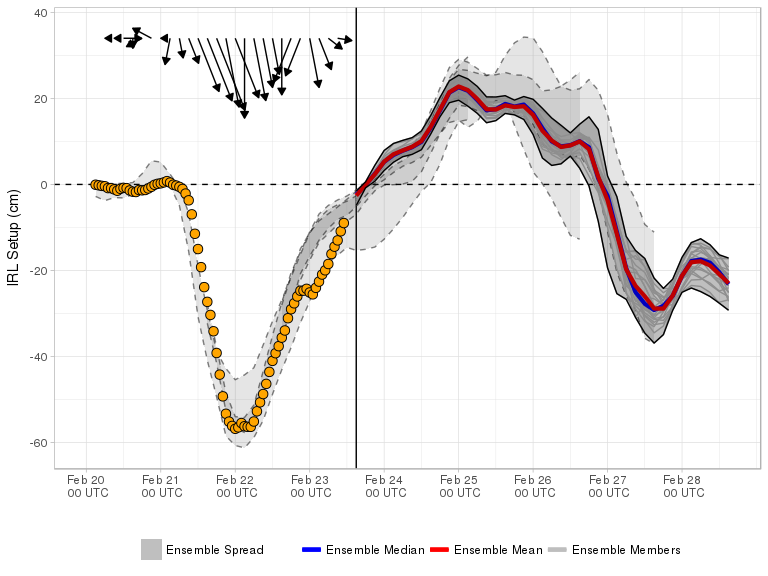 40
20
0
-20
-40
-60
IRL Setup (cm)
Feb 20
00 UTC
Feb 21
00 UTC
Feb 22
00 UTC
Feb 23
00 UTC
Feb 24
00 UTC
Feb 25
00 UTC
Feb 26
00 UTC
Feb 27
00 UTC
Feb 28
00 UTC
Ensemble Spread
Ensemble Median
Ensemble Mean
Ensemble Members